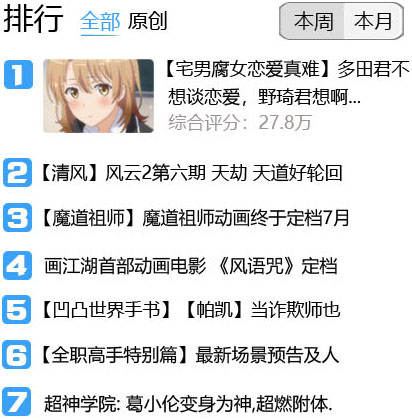 排行 全部 原创 本周 本月
1 【宅男腐女恋爱真难】多田君不
想谈恋爱，野琦君想啊...
综合评分：27.8万
2 【清风】风云2第六期 天劫 天道好轮回
3 【魔道祖师】魔道祖师动画终于定档7月
4 画江湖首部动画电影 《风语咒》定档
5 【凹凸世界手书】【帕凯】当诈欺师也
6 【全职高手特别篇】最新场景预告及人
7 超神学院: 葛小伦变身为神,超燃附体.